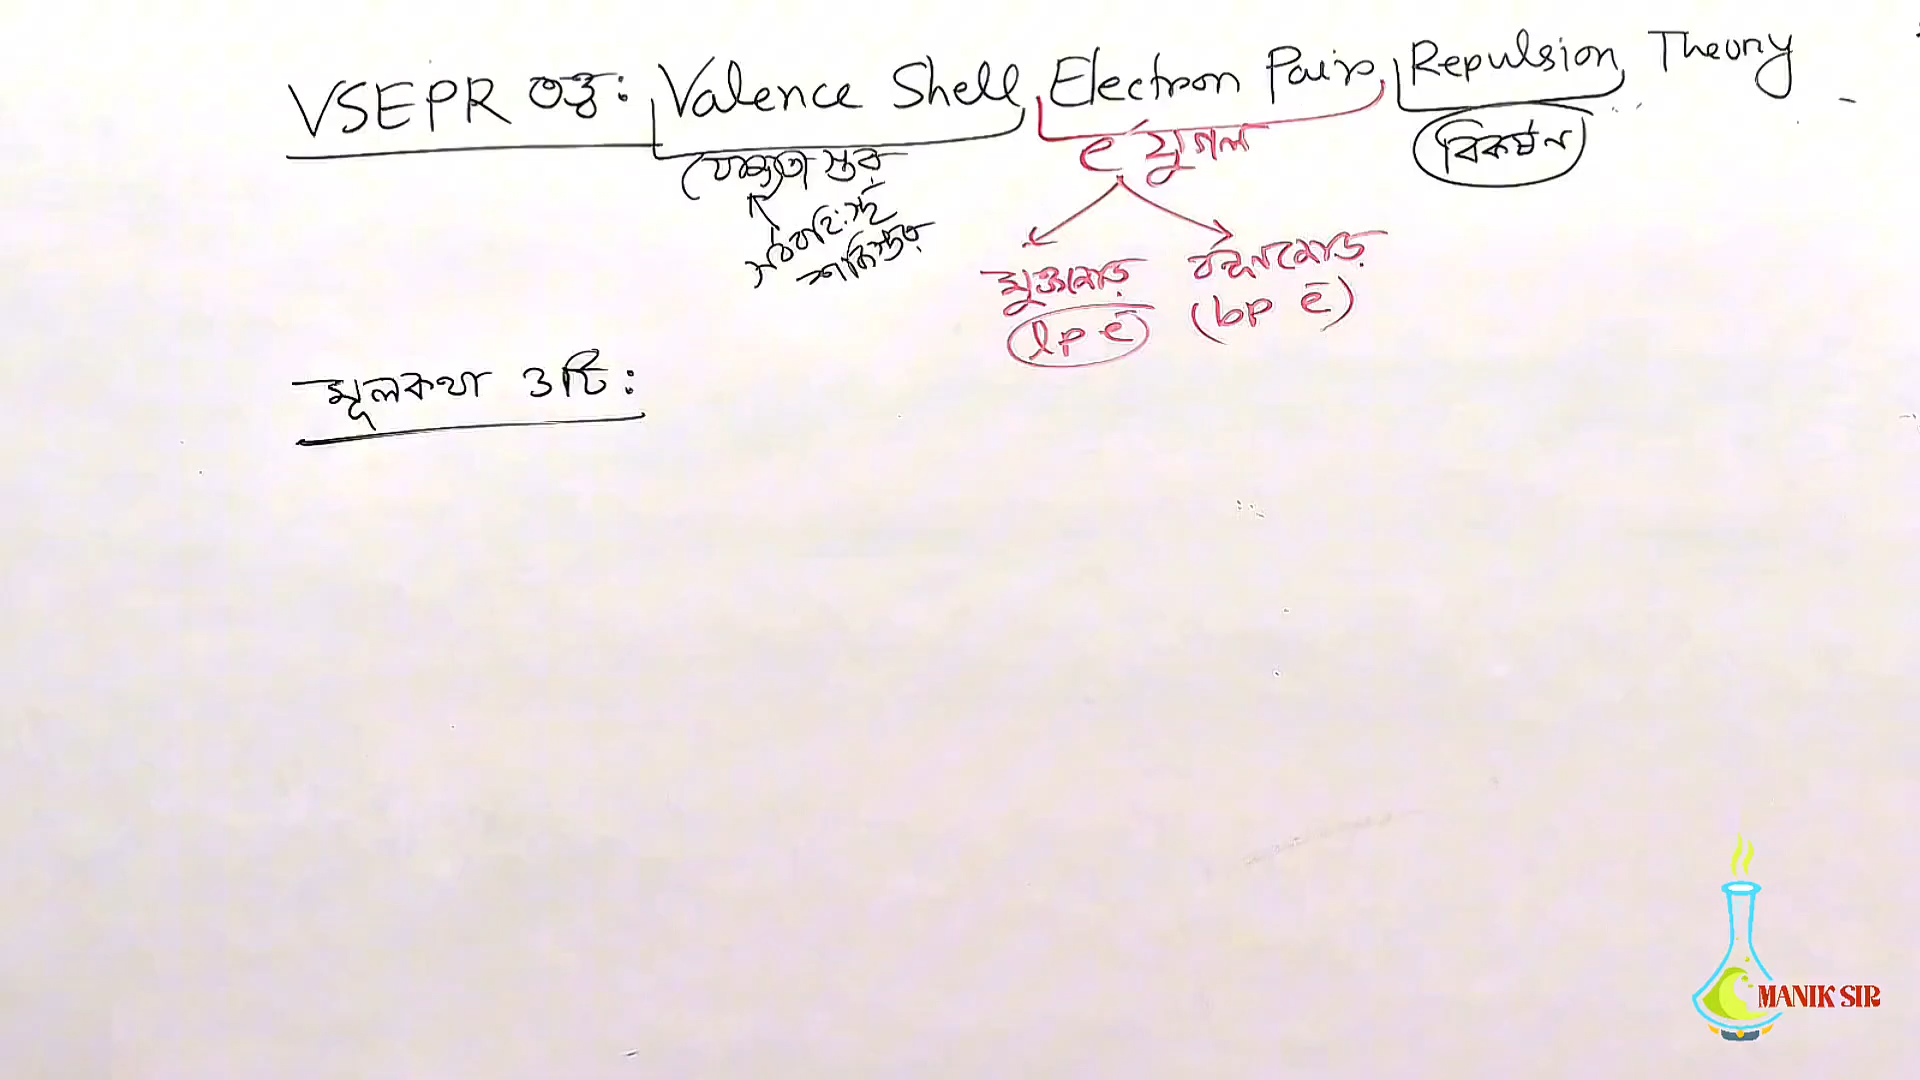 VSEPR তত্ত্ব: Valence Shell Electron Pair Repulsion Theory
(যোজ্যতা স্তর
e⁻ যুগল
বিকর্ষণ
সর্ববহিঃস্থ
শক্তিস্তর
মুক্তজোড় বন্ধনজোড়
lp ē (bp ē)
মূলকথা ৩টি:
MANIK SIR